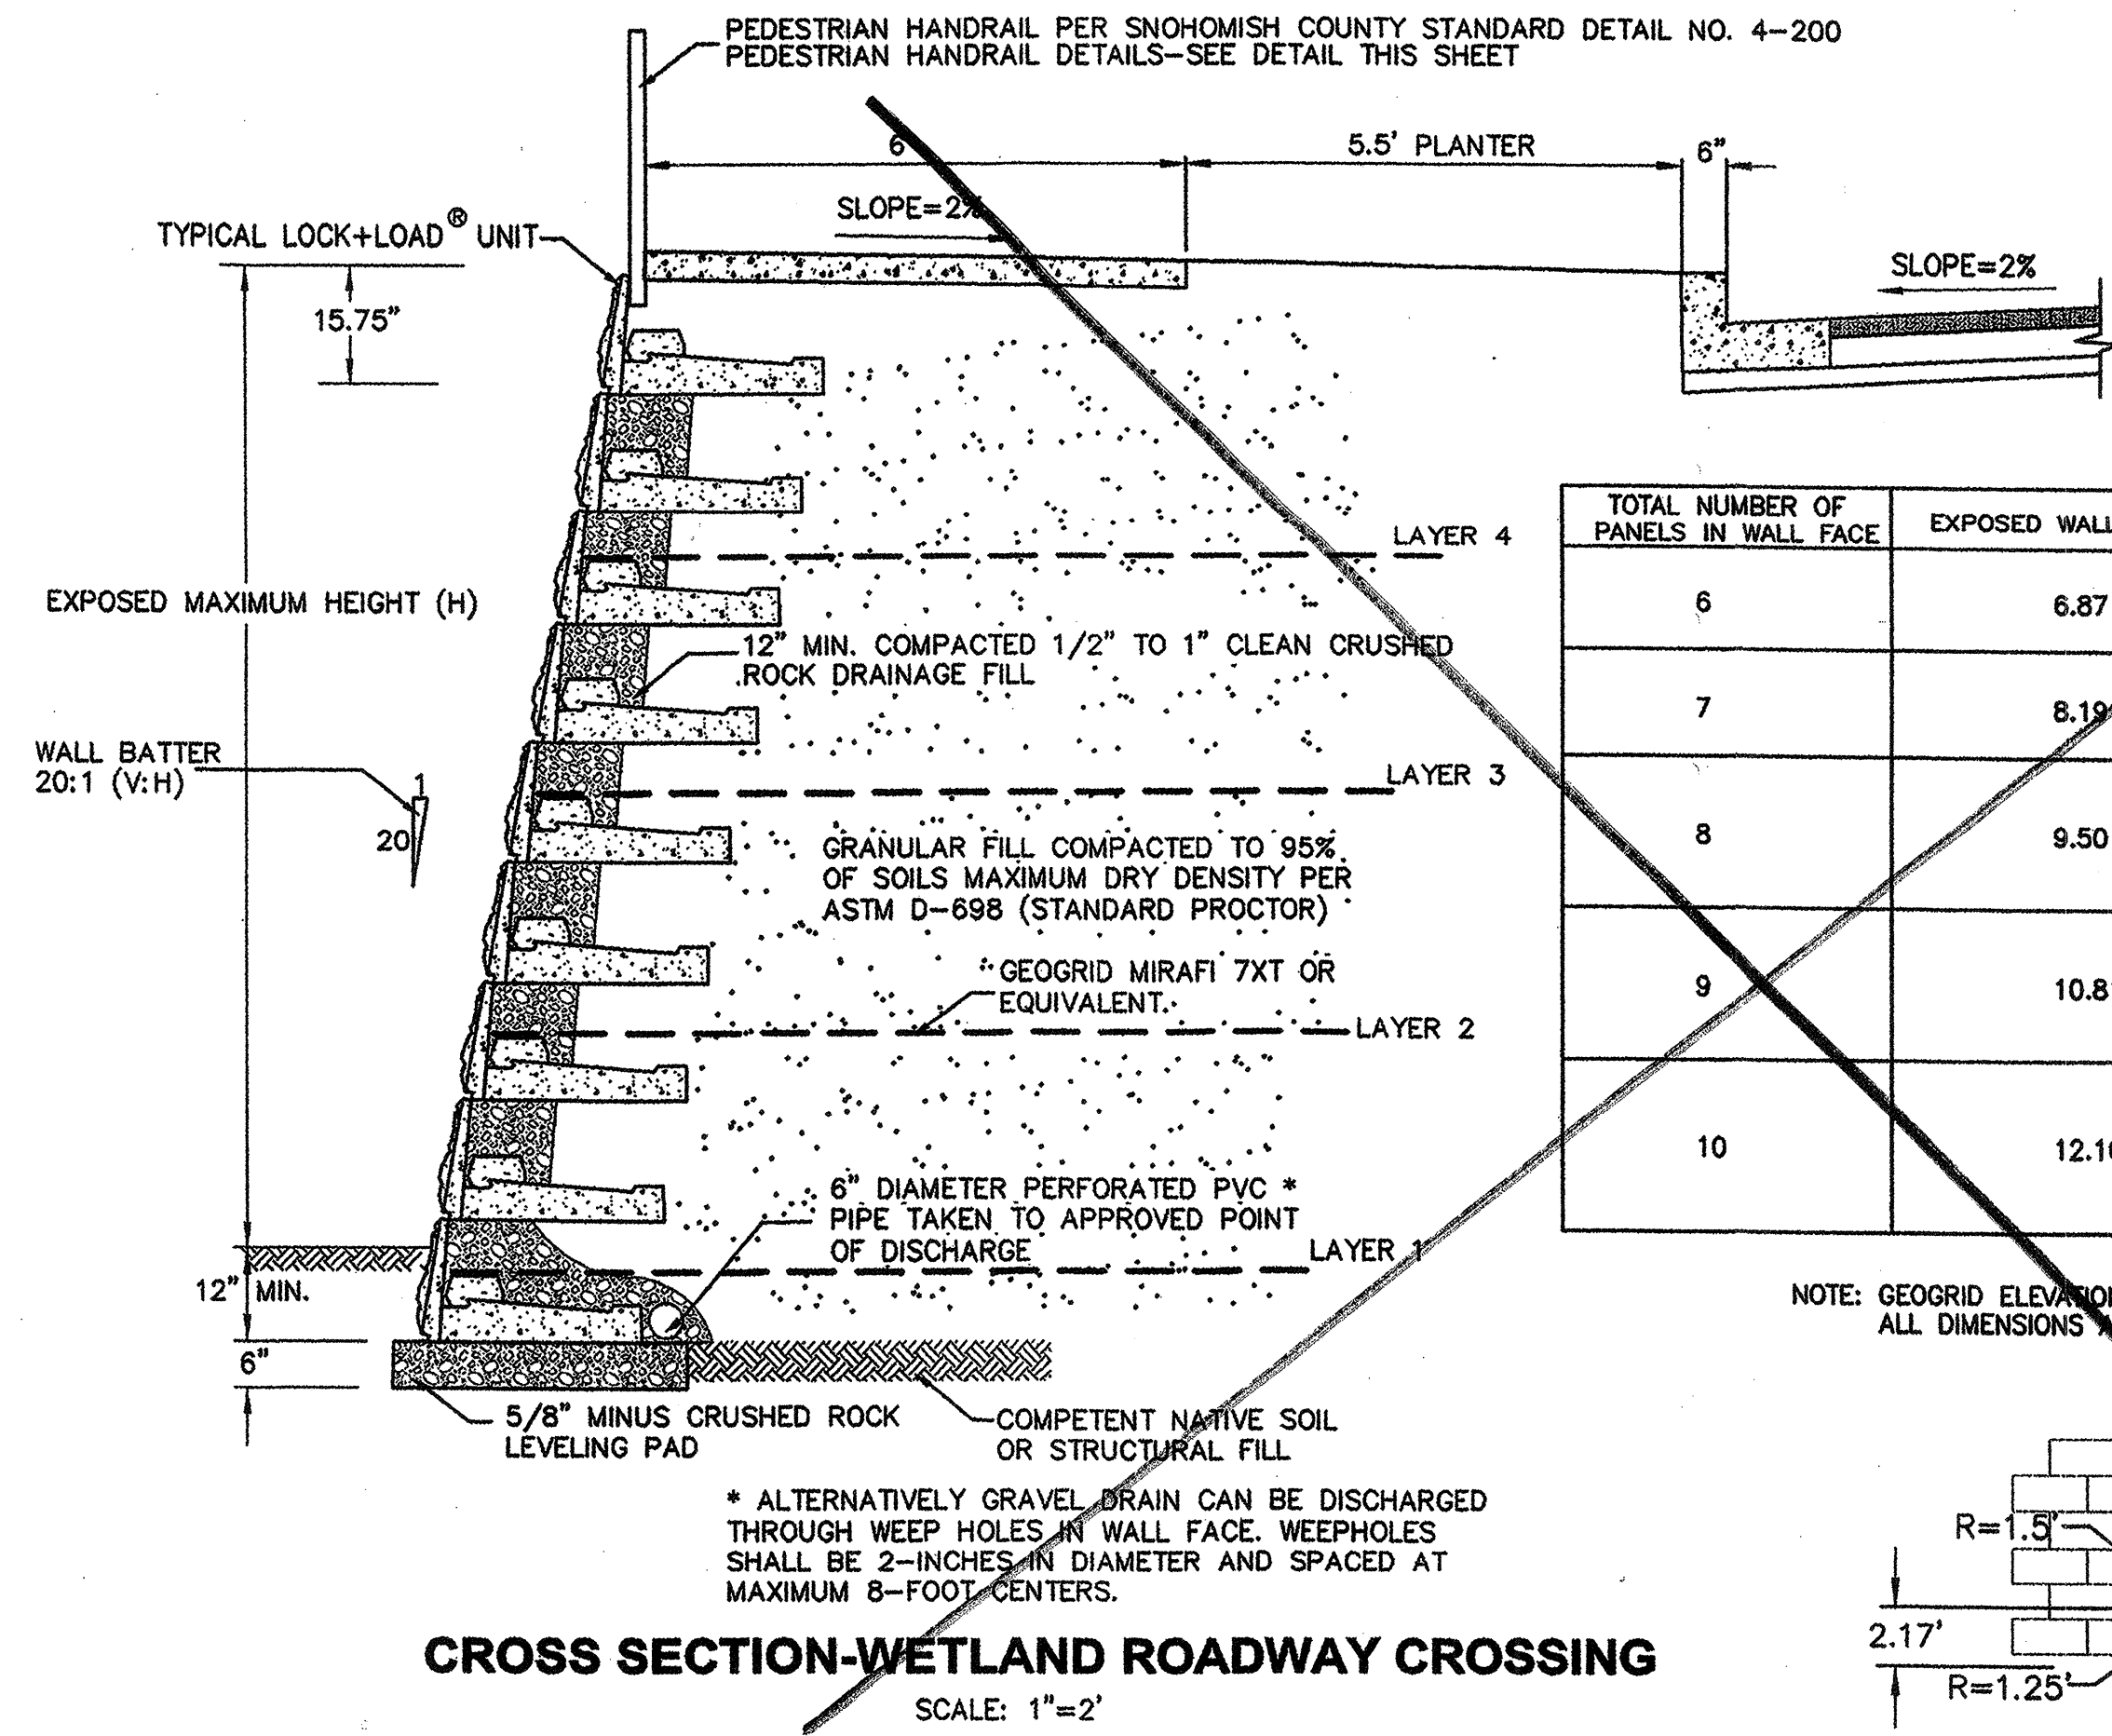 PEDESTRIAN HANDRAIL PER SNOHOMISH COUNTY STANDARD DETAIL NO. 4-200
PEDESTRIAN HANDRAIL DETAILS-SEE DETAIL THIS SHEET
6'
5.5' PLANTER
6"
SLOPE=2%
TYPICAL LOCK+LOAD® UNIT
SLOPE=2%
15.75"
TOTAL NUMBER OF
PANELS IN WALL FACE
EXPOSED WALL
LAYER 4
6
6.87
EXPOSED MAXIMUM HEIGHT (H)
12" MIN. COMPACTED 1/2" TO 1" CLEAN CRUSHED
ROCK DRAINAGE FILL
7
8.19
WALL BATTER
20:1 (V:H)
1
20
LAYER 3
8
9.50
GRANULAR FILL COMPACTED TO 95%
OF SOILS MAXIMUM DRY DENSITY PER
ASTM D-698 (STANDARD PROCTOR)
GEOGRID MIRAFI 7XT OR
EQUIVALENT.
9
10.8
LAYER 2
10
12.1
6" DIAMETER PERFORATED PVC *
PIPE TAKEN TO APPROVED POINT
OF DISCHARGE
LAYER 1
12" MIN.
NOTE: GEOGRID ELEVATION
ALL DIMENSIONS
6"
5/8" MINUS CRUSHED ROCK
LEVELING PAD
COMPETENT NATIVE SOIL
OR STRUCTURAL FILL
* ALTERNATIVELY GRAVEL DRAIN CAN BE DISCHARGED
THROUGH WEEP HOLES IN WALL FACE. WEEPHOLES
SHALL BE 2-INCHES IN DIAMETER AND SPACED AT
MAXIMUM 8-FOOT CENTERS.
R=1.5'
2.17'
R=1.25'
CROSS SECTION-WETLAND ROADWAY CROSSING
SCALE: 1"=2'